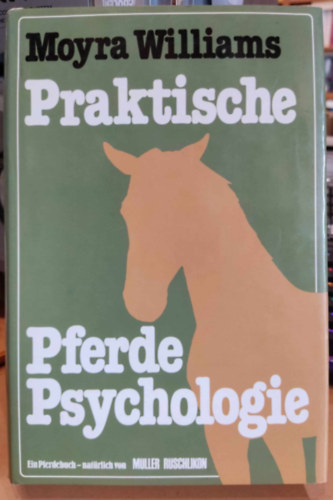 Moyra Williams
Praktische
Pferde
Psychologie
Ein Pferdebuch – natürlich von MÜLLER RÜSCHLIKON